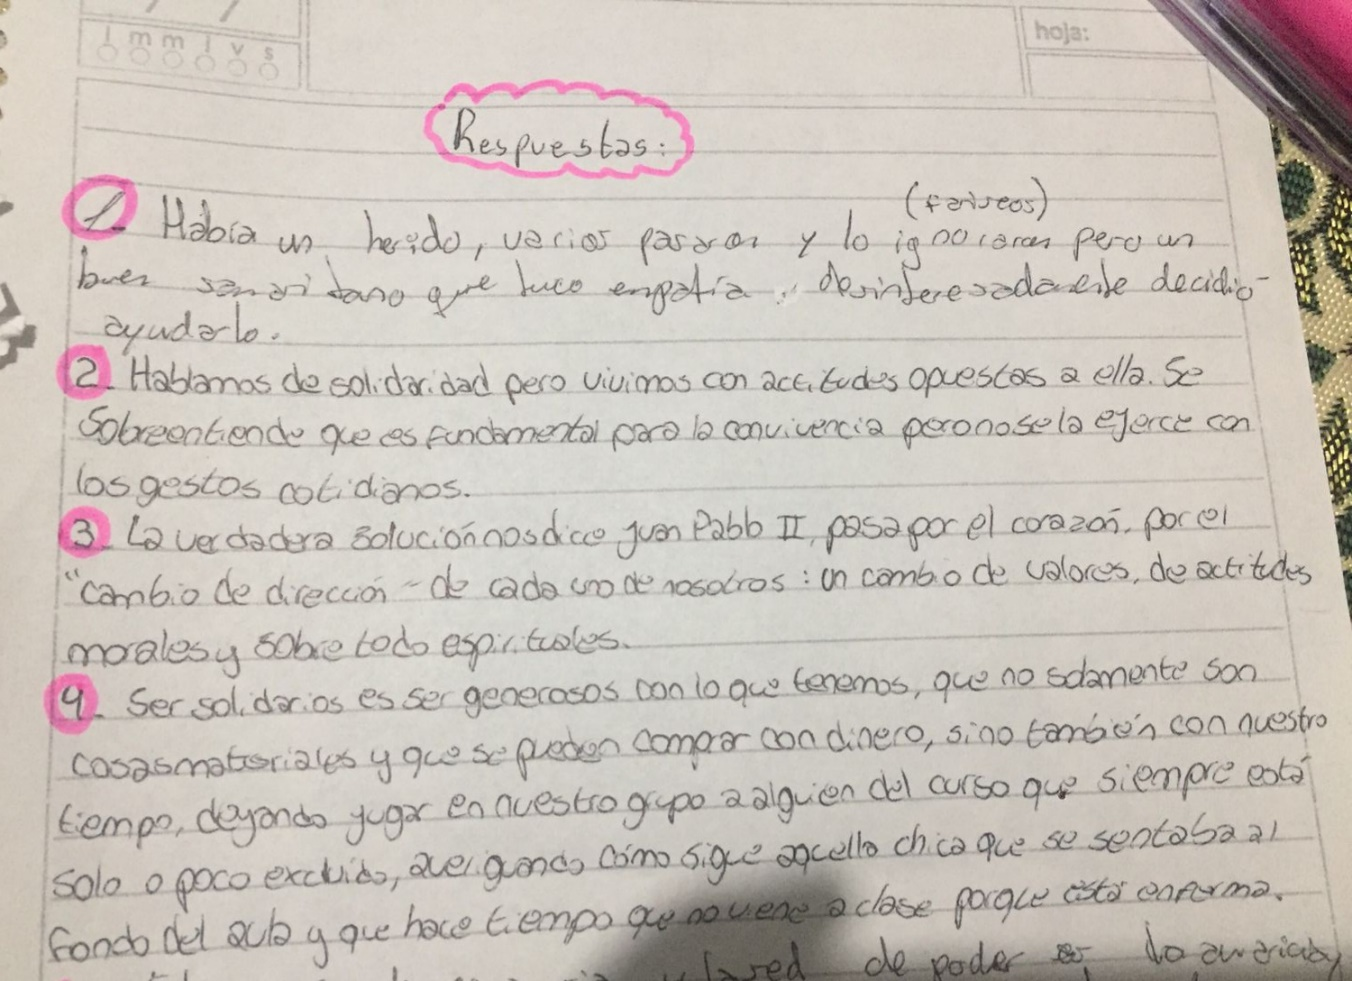 l m m j v s
hoja:
Respuestas:
(fariseos)
1. Había un herido, varios pasaron y lo ignoraron pero un
buen samaritano que tuvo empatía y desinteresadamente decidió
ayudarlo.
2. Hablamos de solidaridad pero vivimos con actitudes opuestas a ella. Se
sobreentiende que es fundamental para la convivencia pero no se la ejerce con
los gestos cotidianos.
3. La verdadera solución nos dice Juan Pablo II, pasa por el corazón, por el
"cambio de dirección - de cada uno de nosotros: un cambio de valores, de actitudes
morales y sobre todo espirituales.
4. Ser solidarios es ser generosos con lo que tenemos, que no solamente son
cosas materiales y que se pueden comprar con dinero, sino también con nuestro
tiempo, dejando jugar en nuestro grupo a alguien del curso que siempre está
solo o poco excluido, averiguando cómo sigue aquella chica que se sentaba al
fondo del aula y que hace tiempo que no viene a clase porque está enferma.
la sed de poder es